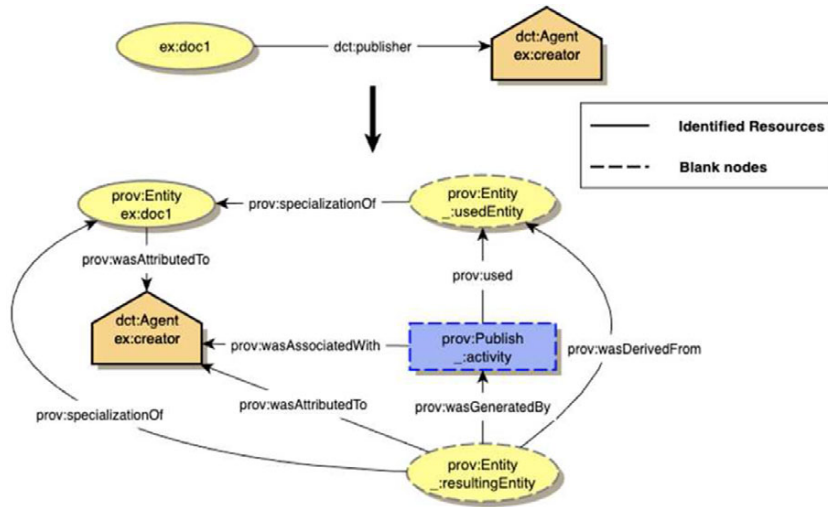 ex:doc1
dct:publisher
dct:Agent
ex:creator
Identified Resources
Blank nodes
prov:Entity
ex:doc1
prov:specializationOf
prov:Entity
_:usedEntity
prov:wasAttributedTo
prov:used
dct:Agent
ex:creator
prov:wasAssociatedWith
prov:Publish
_:activity
prov:wasDerivedFrom
prov:wasAttributedTo
prov:wasGeneratedBy
prov:specializationOf
prov:Entity
_:resultingEntity